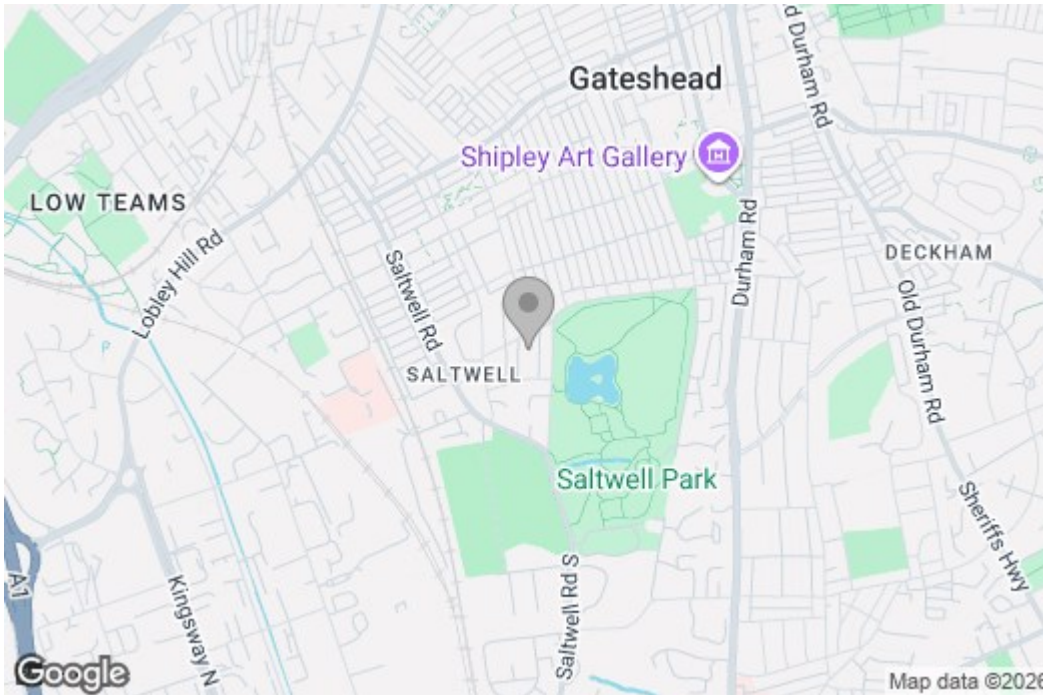 Gateshead
d Durham Rd
Shipley Art Gallery
LOW TEAMS
Lobley Hill Rd
Saltwell Rd
Durham Rd
DECKHAM
Old Durham Rd
SALTWELL
Saltwell Park
Sheriffs Hwy
A1
Kingsway N
Saltwell Rd S
Google
Map data ©2026